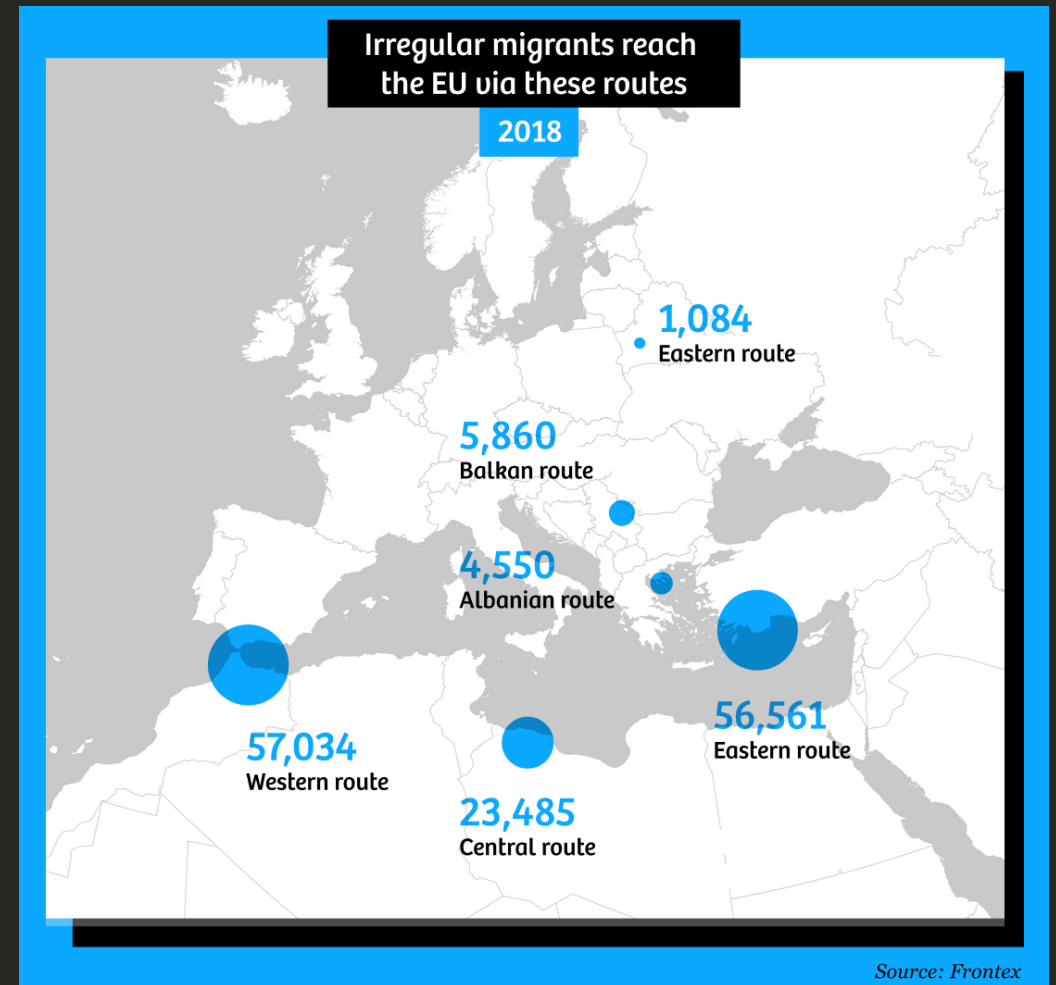 Irregular migrants reach
the EU via these routes
2018
1,084
Eastern route
5,860
Balkan route
4,550
Albanian route
56,561
Eastern route
57,034
Western route
23,485
Central route
Source: Frontex